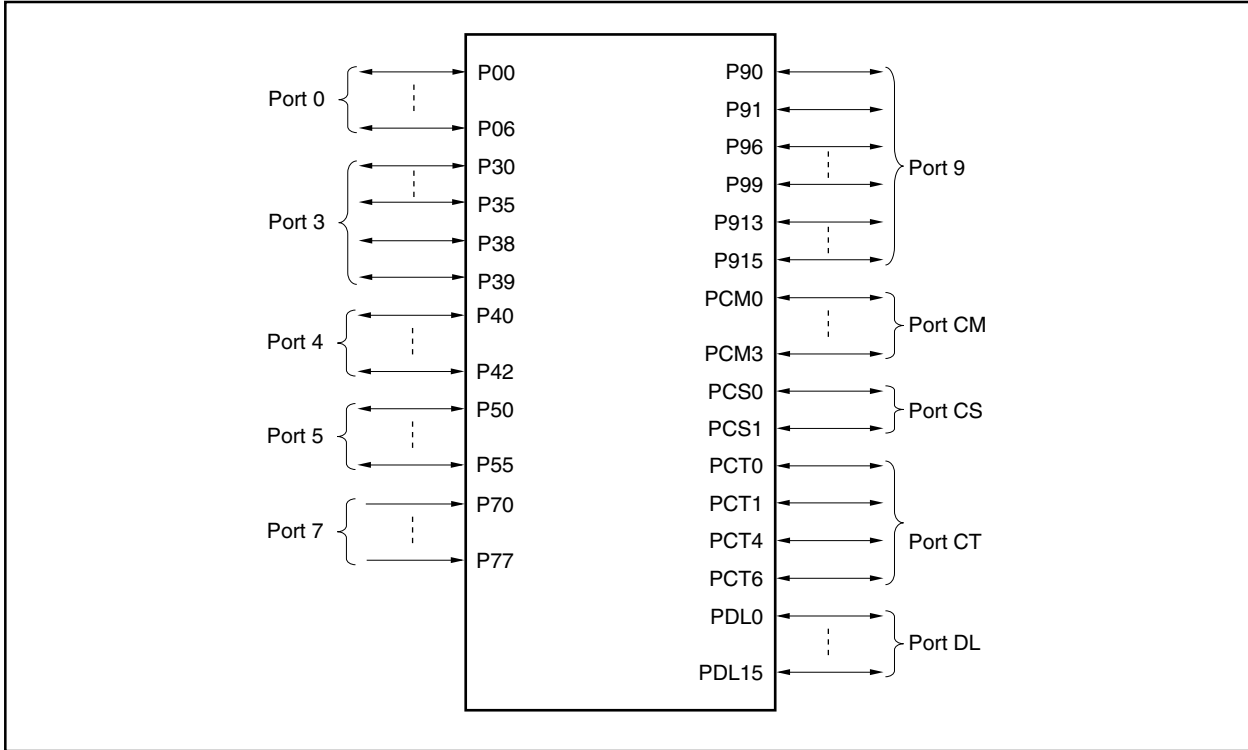 Port 0
P00
P06
Port 3
P30
P35
P38
P39
Port 4
P40
P42
Port 5
P50
P55
Port 7
P70
P77
P90
P91
P96
P99
P913
P915
Port 9
PCM0
PCM3
Port CM
PCS0
PCS1
Port CS
PCT0
PCT1
PCT4
PCT6
Port CT
PDL0
PDL15
Port DL